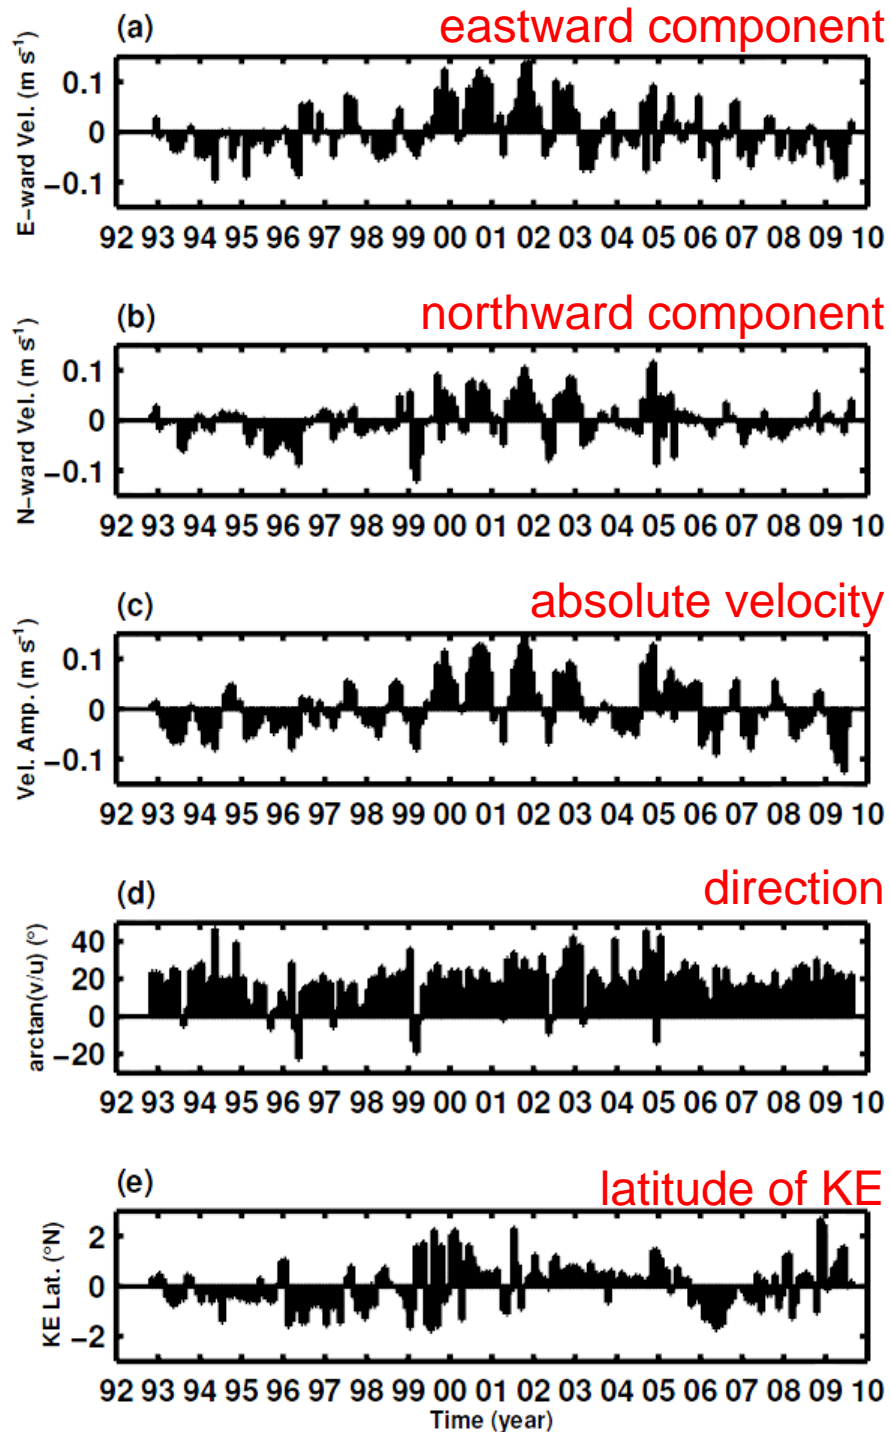 (a) eastward component
E-ward Vel. (m s⁻¹)
0.1
0
-0.1
92 93 94 95 96 97 98 99 00 01 02 03 04 05 06 07 08 09 10
(b) northward component
N-ward Vel. (m s⁻¹)
0.1
0
-0.1
92 93 94 95 96 97 98 99 00 01 02 03 04 05 06 07 08 09 10
(c) absolute velocity
Vel. Amp. (m s⁻¹)
0.1
0
-0.1
92 93 94 95 96 97 98 99 00 01 02 03 04 05 06 07 08 09 10
(d) direction
arctan(v/u) (°)
40
20
0
-20
92 93 94 95 96 97 98 99 00 01 02 03 04 05 06 07 08 09 10
(e) latitude of KE
KE Lat. (°N)
2
0
-2
92 93 94 95 96 97 98 99 00 01 02 03 04 05 06 07 08 09 10
Time (year)